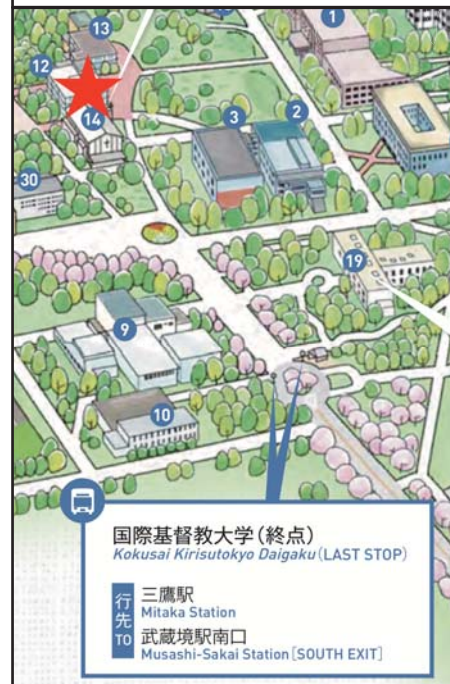 1
13
12
14
3
2
30
19
9
10
国際基督教大学(終点)
Kokusai Kirisutokyo Daigaku (LAST STOP)
行先 TO
三鷹駅
Mitaka Station
武蔵境駅南口
Musashi-Sakai Station [SOUTH EXIT]